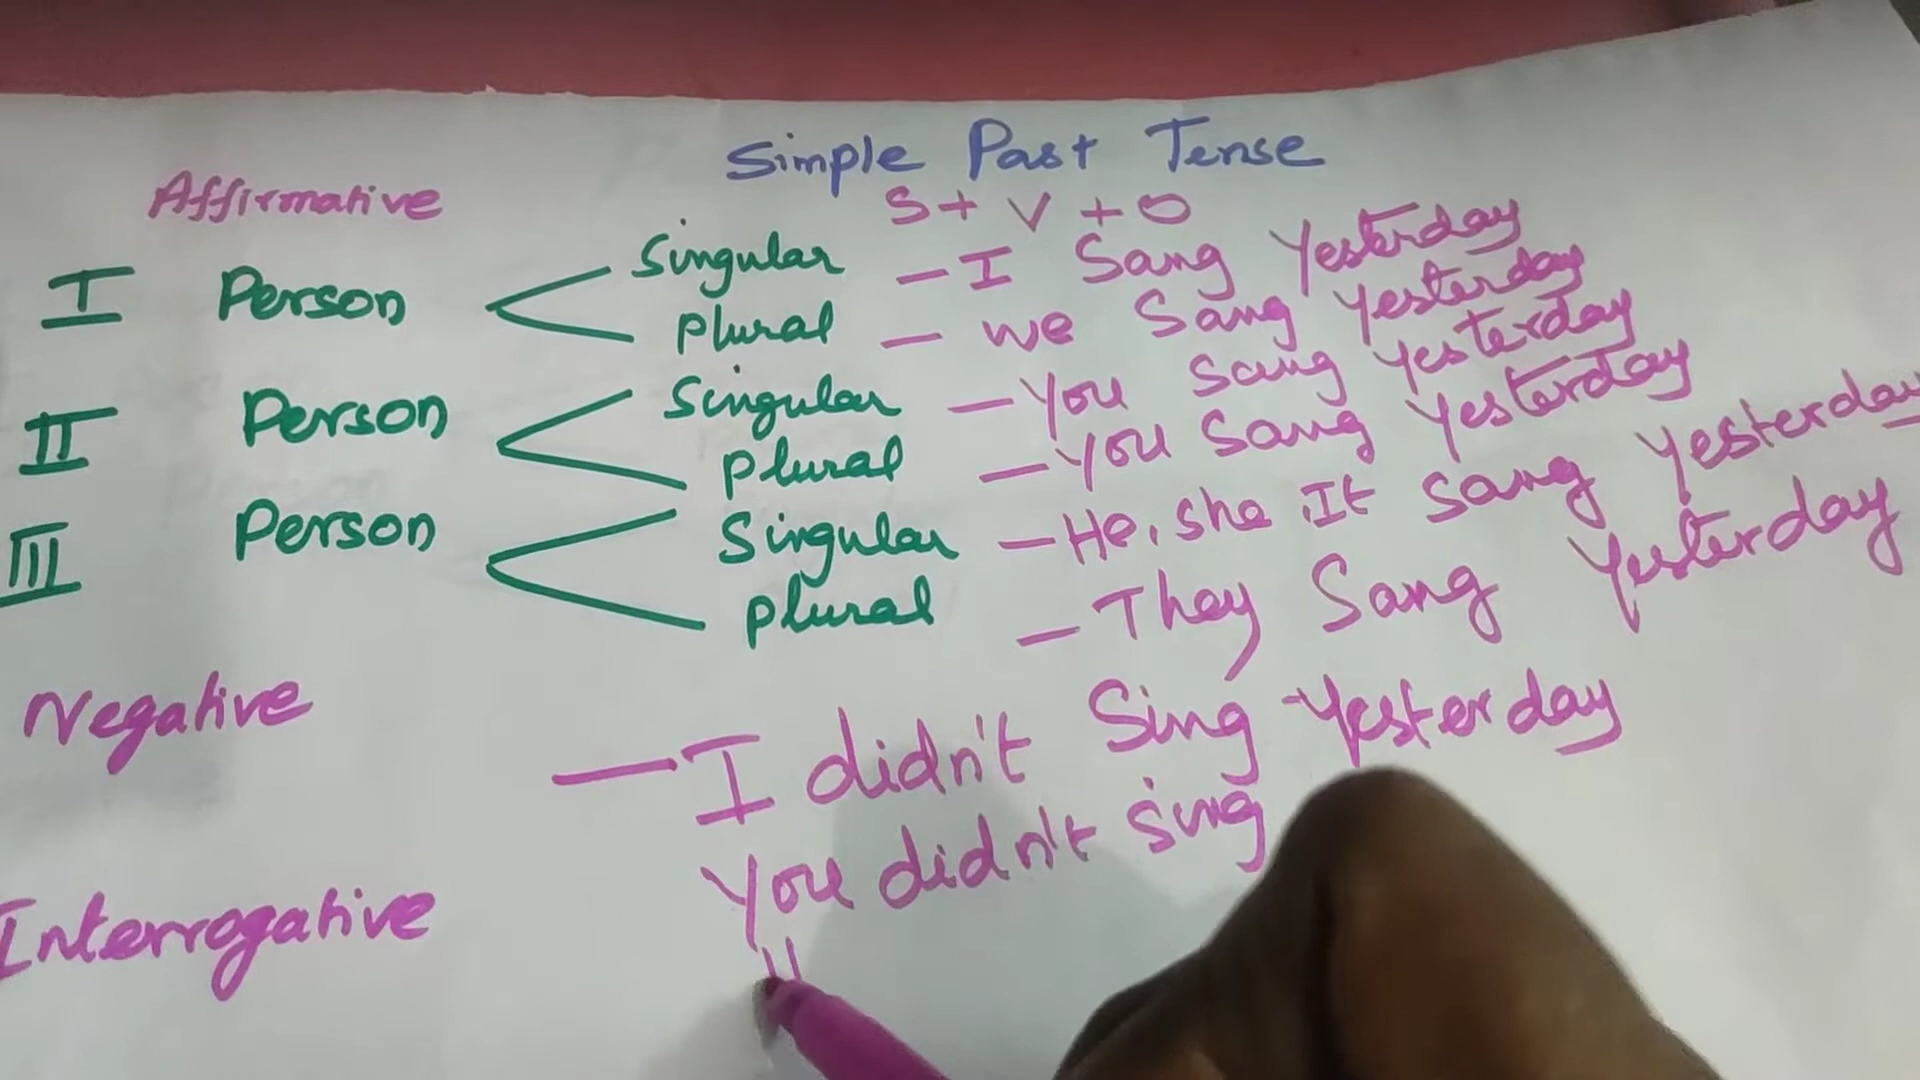 Simple Past Tense
Affirmative S + V + O
I Person Singular - I Sang Yesterday
Plural - we Sang Yesterday
II Person Singular - You Sang Yesterday
Plural - You Sang Yesterday
III Person Singular - He, she, It Sang Yesterday
Plural - They Sang Yesterday
Negative
- I didn't Sing Yesterday
You didn't sing
"
Interrogative